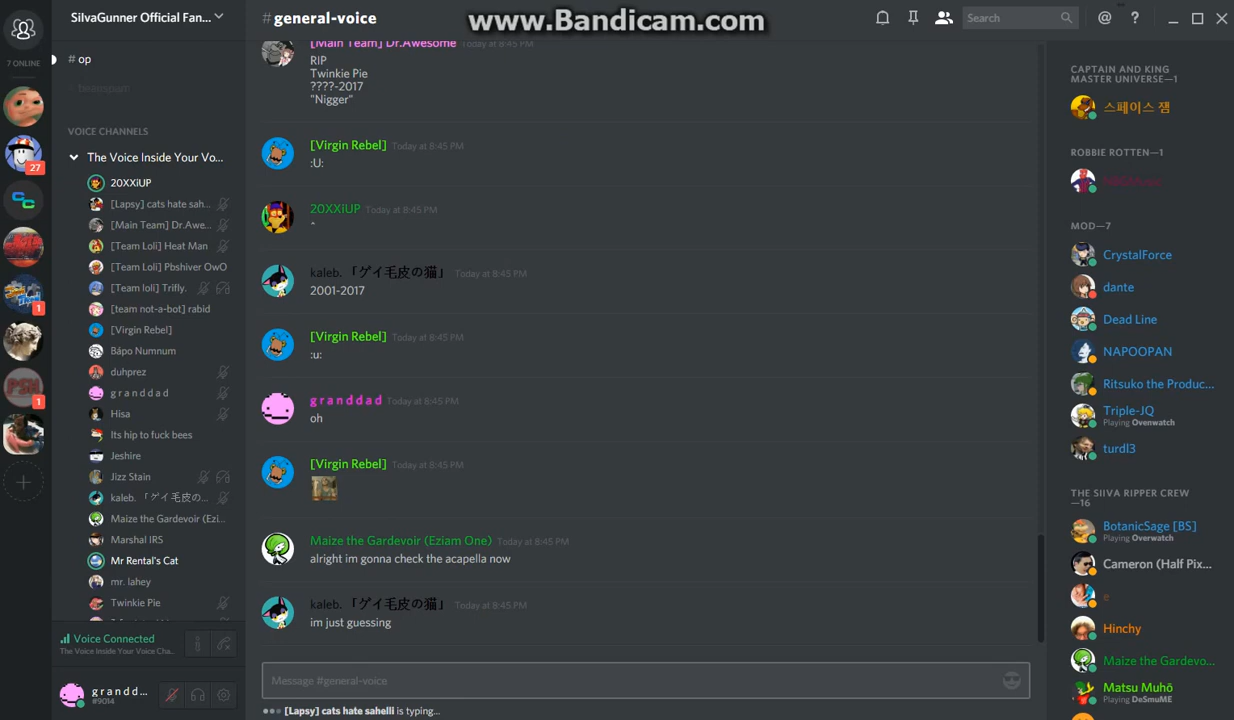 SilvaGunner Official Fan...
#general-voice
www.Bandicam.com
Search
7 ONLINE
27
1
1
# op
VOICE CHANNELS
The Voice Inside Your Vo...
20XXiUP
[Lapsy] cats hate sah...
[Main Team] Dr.Awe...
[Team Loli] Heat Man
[Team Loli] Pbshiver OwO
[Team loli] Trifly.
[team not-a-bot] rabid
[Virgin Rebel]
Bápo Numnum
duhprez
g r a n d d a d
Hisa
Its hip to fuck bees
Jeshire
Jizz Stain
kaleb. 「ゲイ毛皮の...
Maize the Gardevoir (Ezi...
Marshal IRS
Mr Rental's Cat
mr. lahey
Twinkie Pie
Voice Connected
The Voice Inside Your Voice Cha...
g r a n d d...
#9014
[Main Team] Dr.Awesome Today at 8:45 PM
RIP
Twinkie Pie
????-2017
"Nigger"
[Virgin Rebel] Today at 8:45 PM
:U:
20XXiUP Today at 8:45 PM
^
kaleb. 「ゲイ毛皮の猫」 Today at 8:45 PM
2001-2017
[Virgin Rebel] Today at 8:45 PM
:u:
g r a n d d a d Today at 8:45 PM
oh
[Virgin Rebel] Today at 8:45 PM
Maize the Gardevoir (Eziam One) Today at 8:45 PM
alright im gonna check the acapella now
kaleb. 「ゲイ毛皮の猫」 Today at 8:45 PM
im just guessing
Message #general-voice
[Lapsy] cats hate sahelli is typing...
CAPTAIN AND KING
MASTER UNIVERSE—1
스페이스 잼
ROBBIE ROTTEN—1
MOD—7
CrystalForce
dante
Dead Line
NAPOOPAN
Ritsuko the Produc...
Triple-JQ
Playing Ovenwatch
turdl3
THE SIIVA RIPPER CREW
—16
BotanicSage [BS]
Playing Overwatch
Cameron (Half Pix...
e
Hinchy
Maize the Gardevo...
Matsu Muhō
Playing DeSmuME